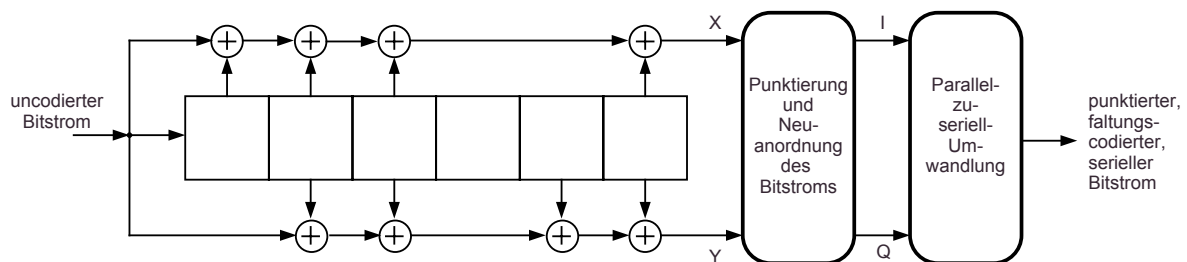 uncodierter
Bitstrom
X
Y
Punktierung
und
Neu-
anordnung
des
Bitstroms
I
Q
Parallel-
zu-
seriell-
Um-
wandlung
punktierter,
faltungs-
codierter,
serieller
Bitstrom